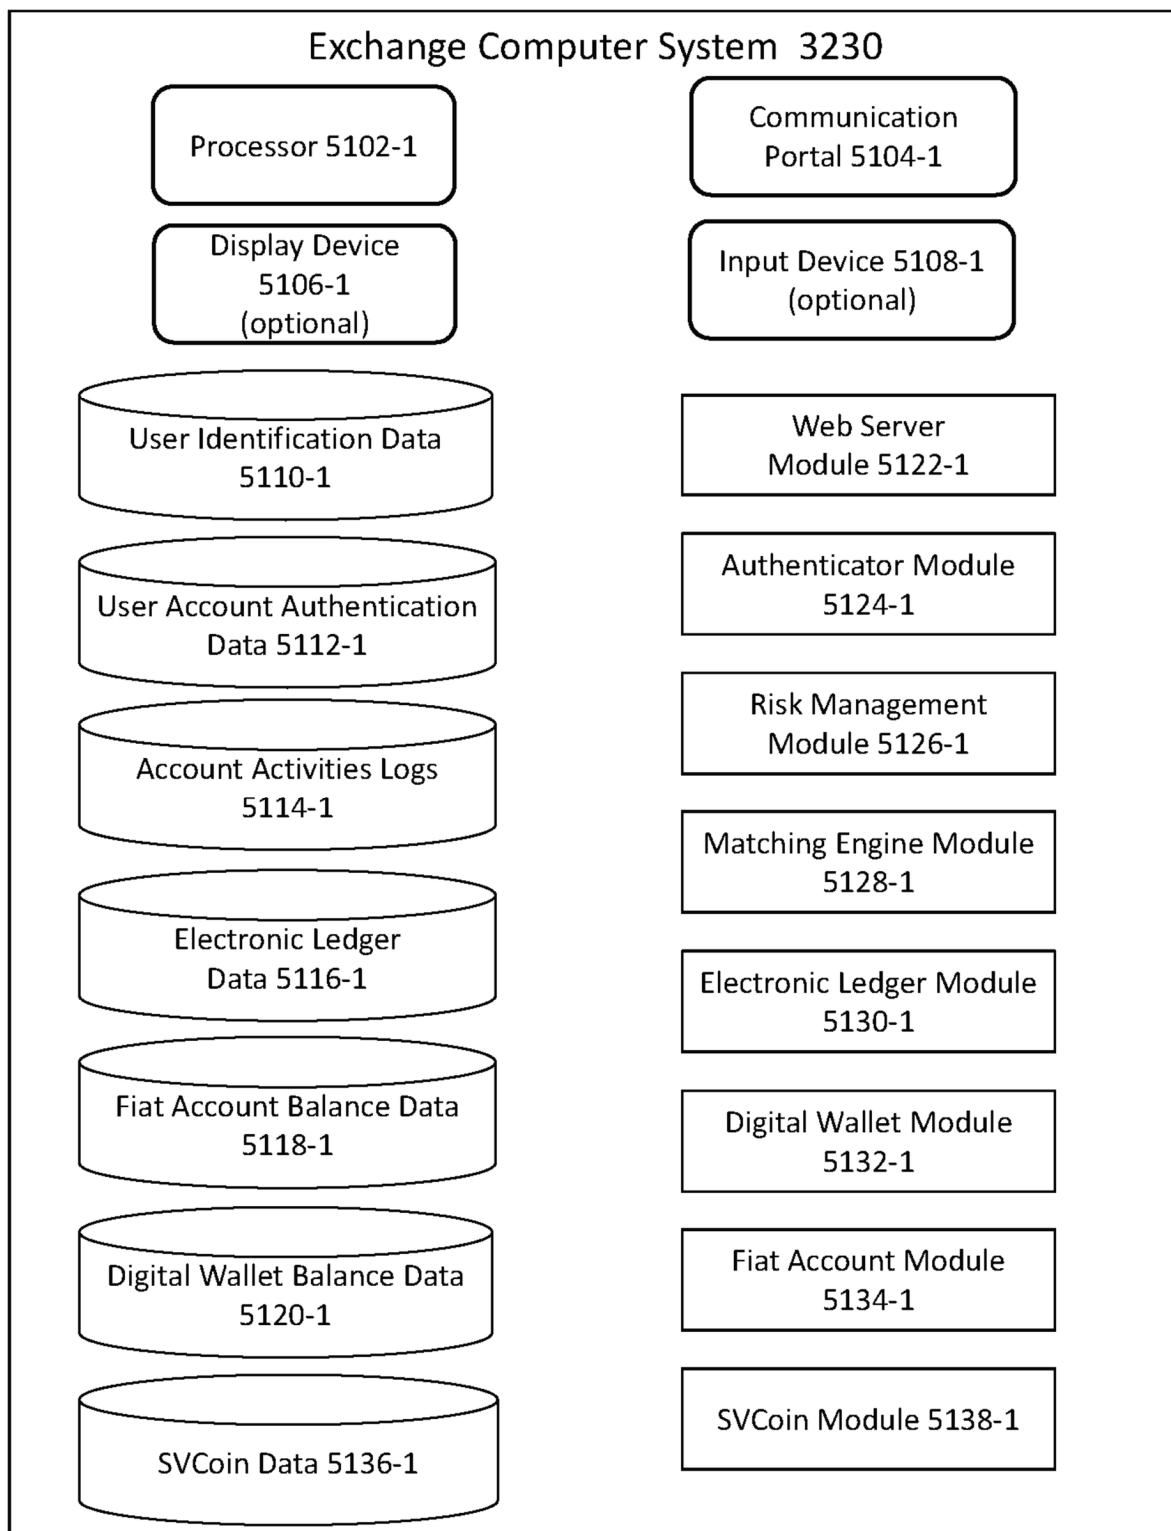 Exchange Computer System 3230
Processor 5102-1
Communication
Portal 5104-1
Display Device
5106-1
(optional)
Input Device 5108-1
(optional)
User Identification Data
5110-1
User Account Authentication
Data 5112-1
Account Activities Logs
5114-1
Electronic Ledger
Data 5116-1
Fiat Account Balance Data
5118-1
Digital Wallet Balance Data
5120-1
SVCoin Data 5136-1
Web Server
Module 5122-1
Authenticator Module
5124-1
Risk Management
Module 5126-1
Matching Engine Module
5128-1
Electronic Ledger Module
5130-1
Digital Wallet Module
5132-1
Fiat Account Module
5134-1
SVCoin Module 5138-1